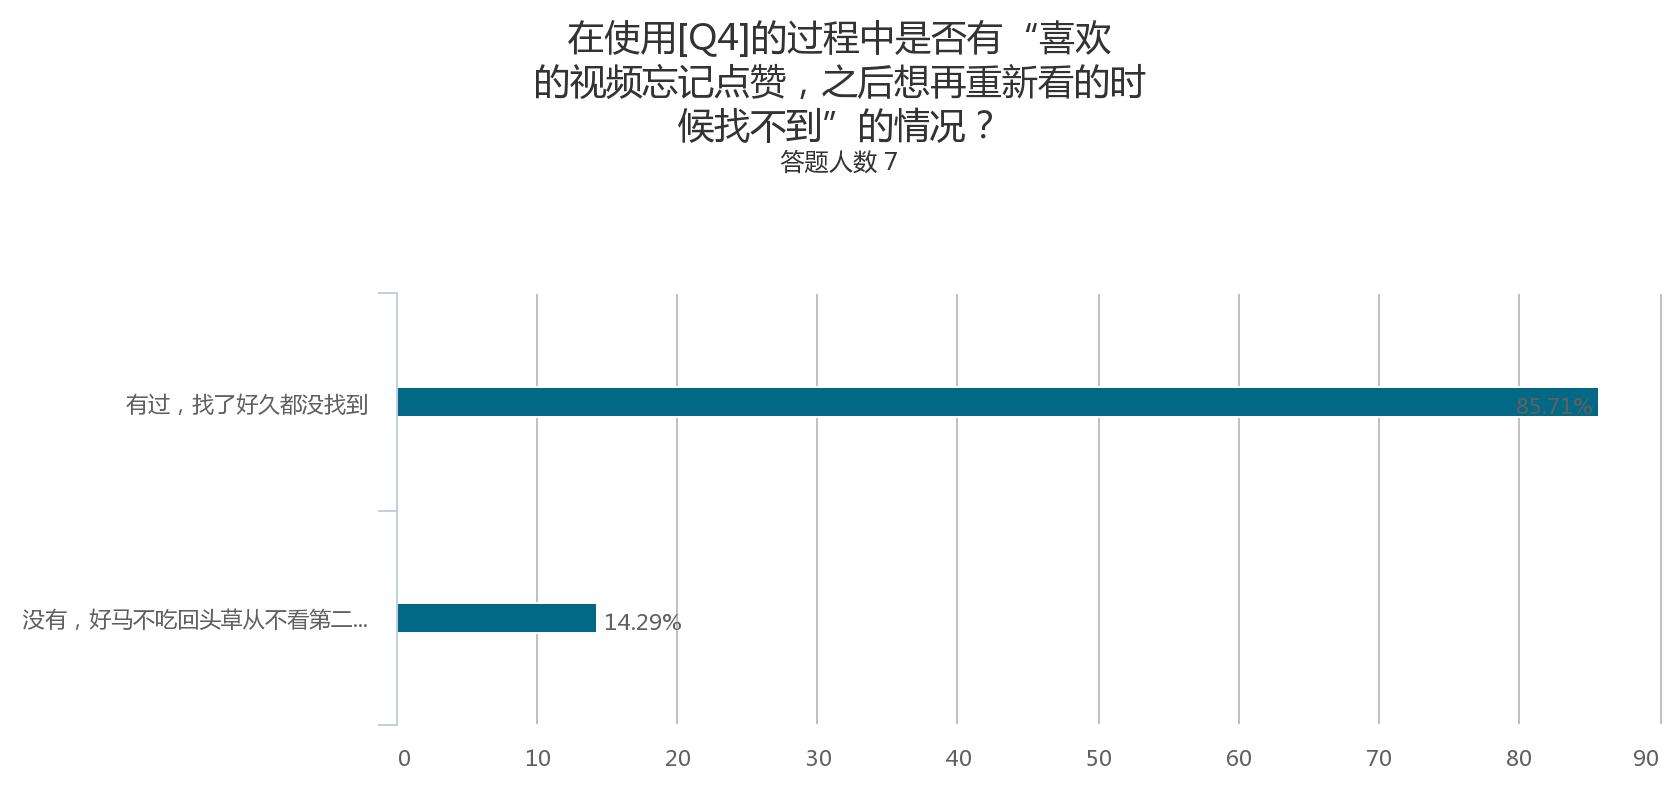 在使用[Q4]的过程中是否有“喜欢
的视频忘记点赞，之后想再重新看的时
候找不到”的情况？
答题人数 7
有过，找了好久都没找到
85.71%
没有，好马不吃回头草从不看第二...
14.29%
0 10 20 30 40 50 60 70 80 90